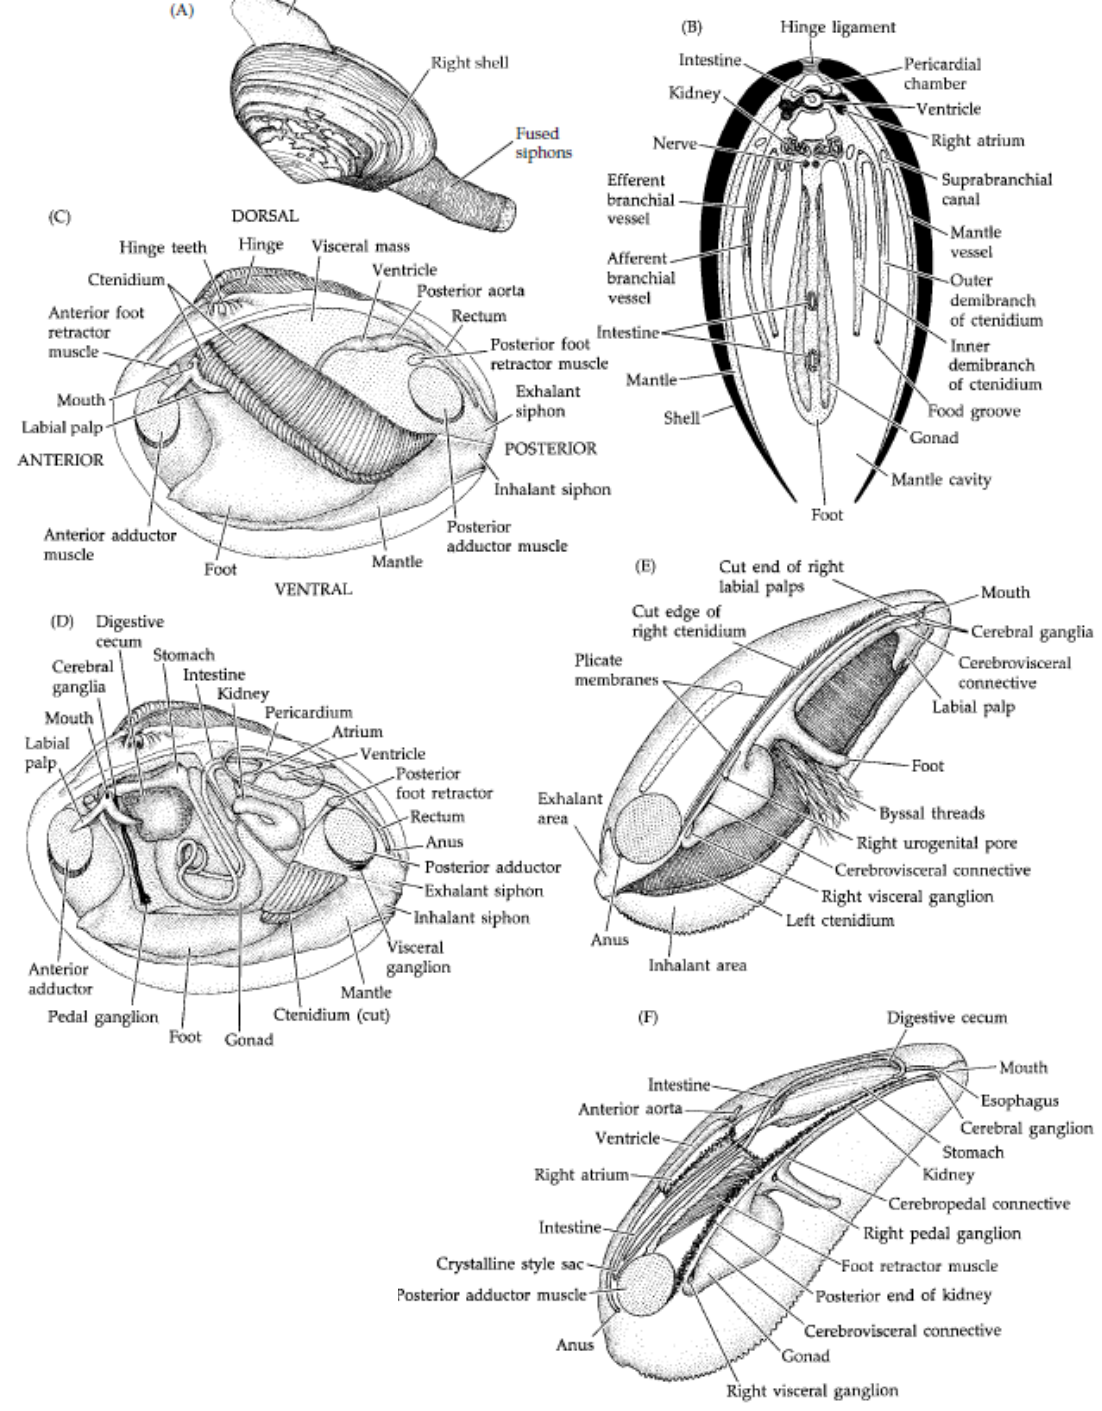 (A)
Right shell
Fused
siphons
(B)
Hinge ligament
Intestine
Pericardial
chamber
Kidney
Ventricle
Nerve
Right atrium
Efferent
branchial
vessel
Suprabranchial
canal
Mantle
vessel
Afferent
branchial
vessel
Outer
demibranch
of ctenidium
Intestine
Inner
demibranch
of ctenidium
Mantle
Food groove
Shell
Gonad
Mantle cavity
Foot
(C)
DORSAL
Hinge teeth
Hinge
Visceral mass
Ctenidium
Ventricle
Posterior aorta
Anterior foot
retractor
muscle
Rectum
Posterior foot
retractor muscle
Mouth
Exhalant
siphon
Labial palp
ANTERIOR
POSTERIOR
Inhalant siphon
Anterior adductor
muscle
Posterior
adductor muscle
Foot
Mantle
VENTRAL
(D)
Digestive
cecum
Cerebral
ganglia
Stomach
Intestine
Kidney
Mouth
Pericardium
Labial
palp
Atrium
Ventricle
Posterior
foot retractor
Rectum
Anus
Posterior adductor
Exhalant siphon
Inhalant siphon
Visceral
ganglion
Anterior
adductor
Mantle
Pedal ganglion
Ctenidium (cut)
Foot
Gonad
(E)
Cut end of right
labial palps
Mouth
Cut edge of
right ctenidium
Cerebral ganglia
Plicate
membranes
Cerebrovisceral
connective
Labial palp
Foot
Exhalant
area
Byssal threads
Right urogenital pore
Cerebrovisceral connective
Right visceral ganglion
Left ctenidium
Anus
Inhalant area
(F)
Digestive cecum
Mouth
Intestine
Esophagus
Anterior aorta
Cerebral ganglion
Ventricle
Stomach
Right atrium
Kidney
Cerebropedal connective
Intestine
Right pedal ganglion
Crystalline style sac
Foot retractor muscle
Posterior adductor muscle
Posterior end of kidney
Cerebrovisceral connective
Anus
Gonad
Right visceral ganglion